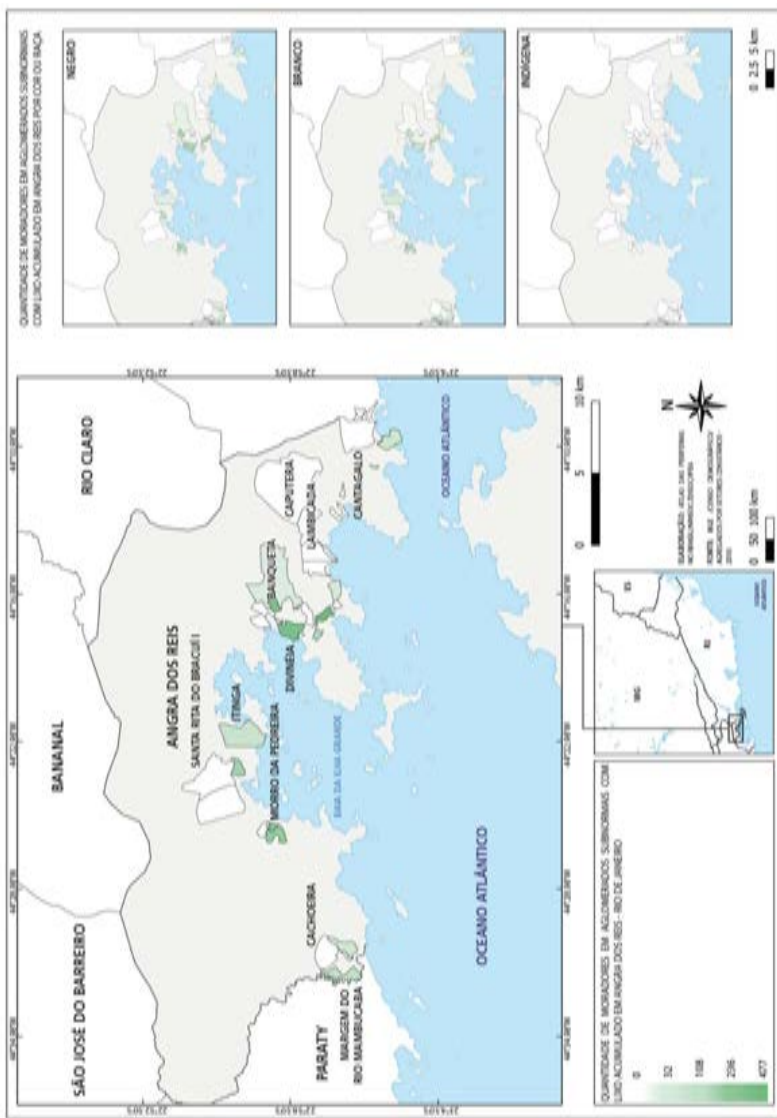 SÃO JOSÉ DO BARREIRO
BANANAL
RIO CLARO
ANGRA DOS REIS
SANTA RITA DO BRACUÍ I
ITINGA
BANQUETA
CAPUTERA
LAMBICADA
DIVINÉIA
CANTAGALO
MORRO DA PEDREIRA
CACHOEIRA
PARATY
MARGEM DO
RIO MAMBUCABA
BAIA DA ILHA GRANDE
OCEANO ATLÂNTICO
OCEANO ATLÂNTICO
QUANTIDADE DE MORADORES EM AGLOMERADOS SUBNORMAIS
COM LIXO ACUMULADO EM ANGRA DOS REIS POR COR OU RAÇA
NEGRO
BRANCO
INDÍGENA
0 2.5 5 km
QUANTIDADE DE MORADORES EM AGLOMERADOS SUBNORMAIS COM
LIXO ACUMULADO EM ANGRA DOS REIS - RIO DE JANEIRO
0
32
108
236
477
MG
ES
RJ
OCEANO
ATLÂNTICO
0 5 10 km
N
0 50 100 km